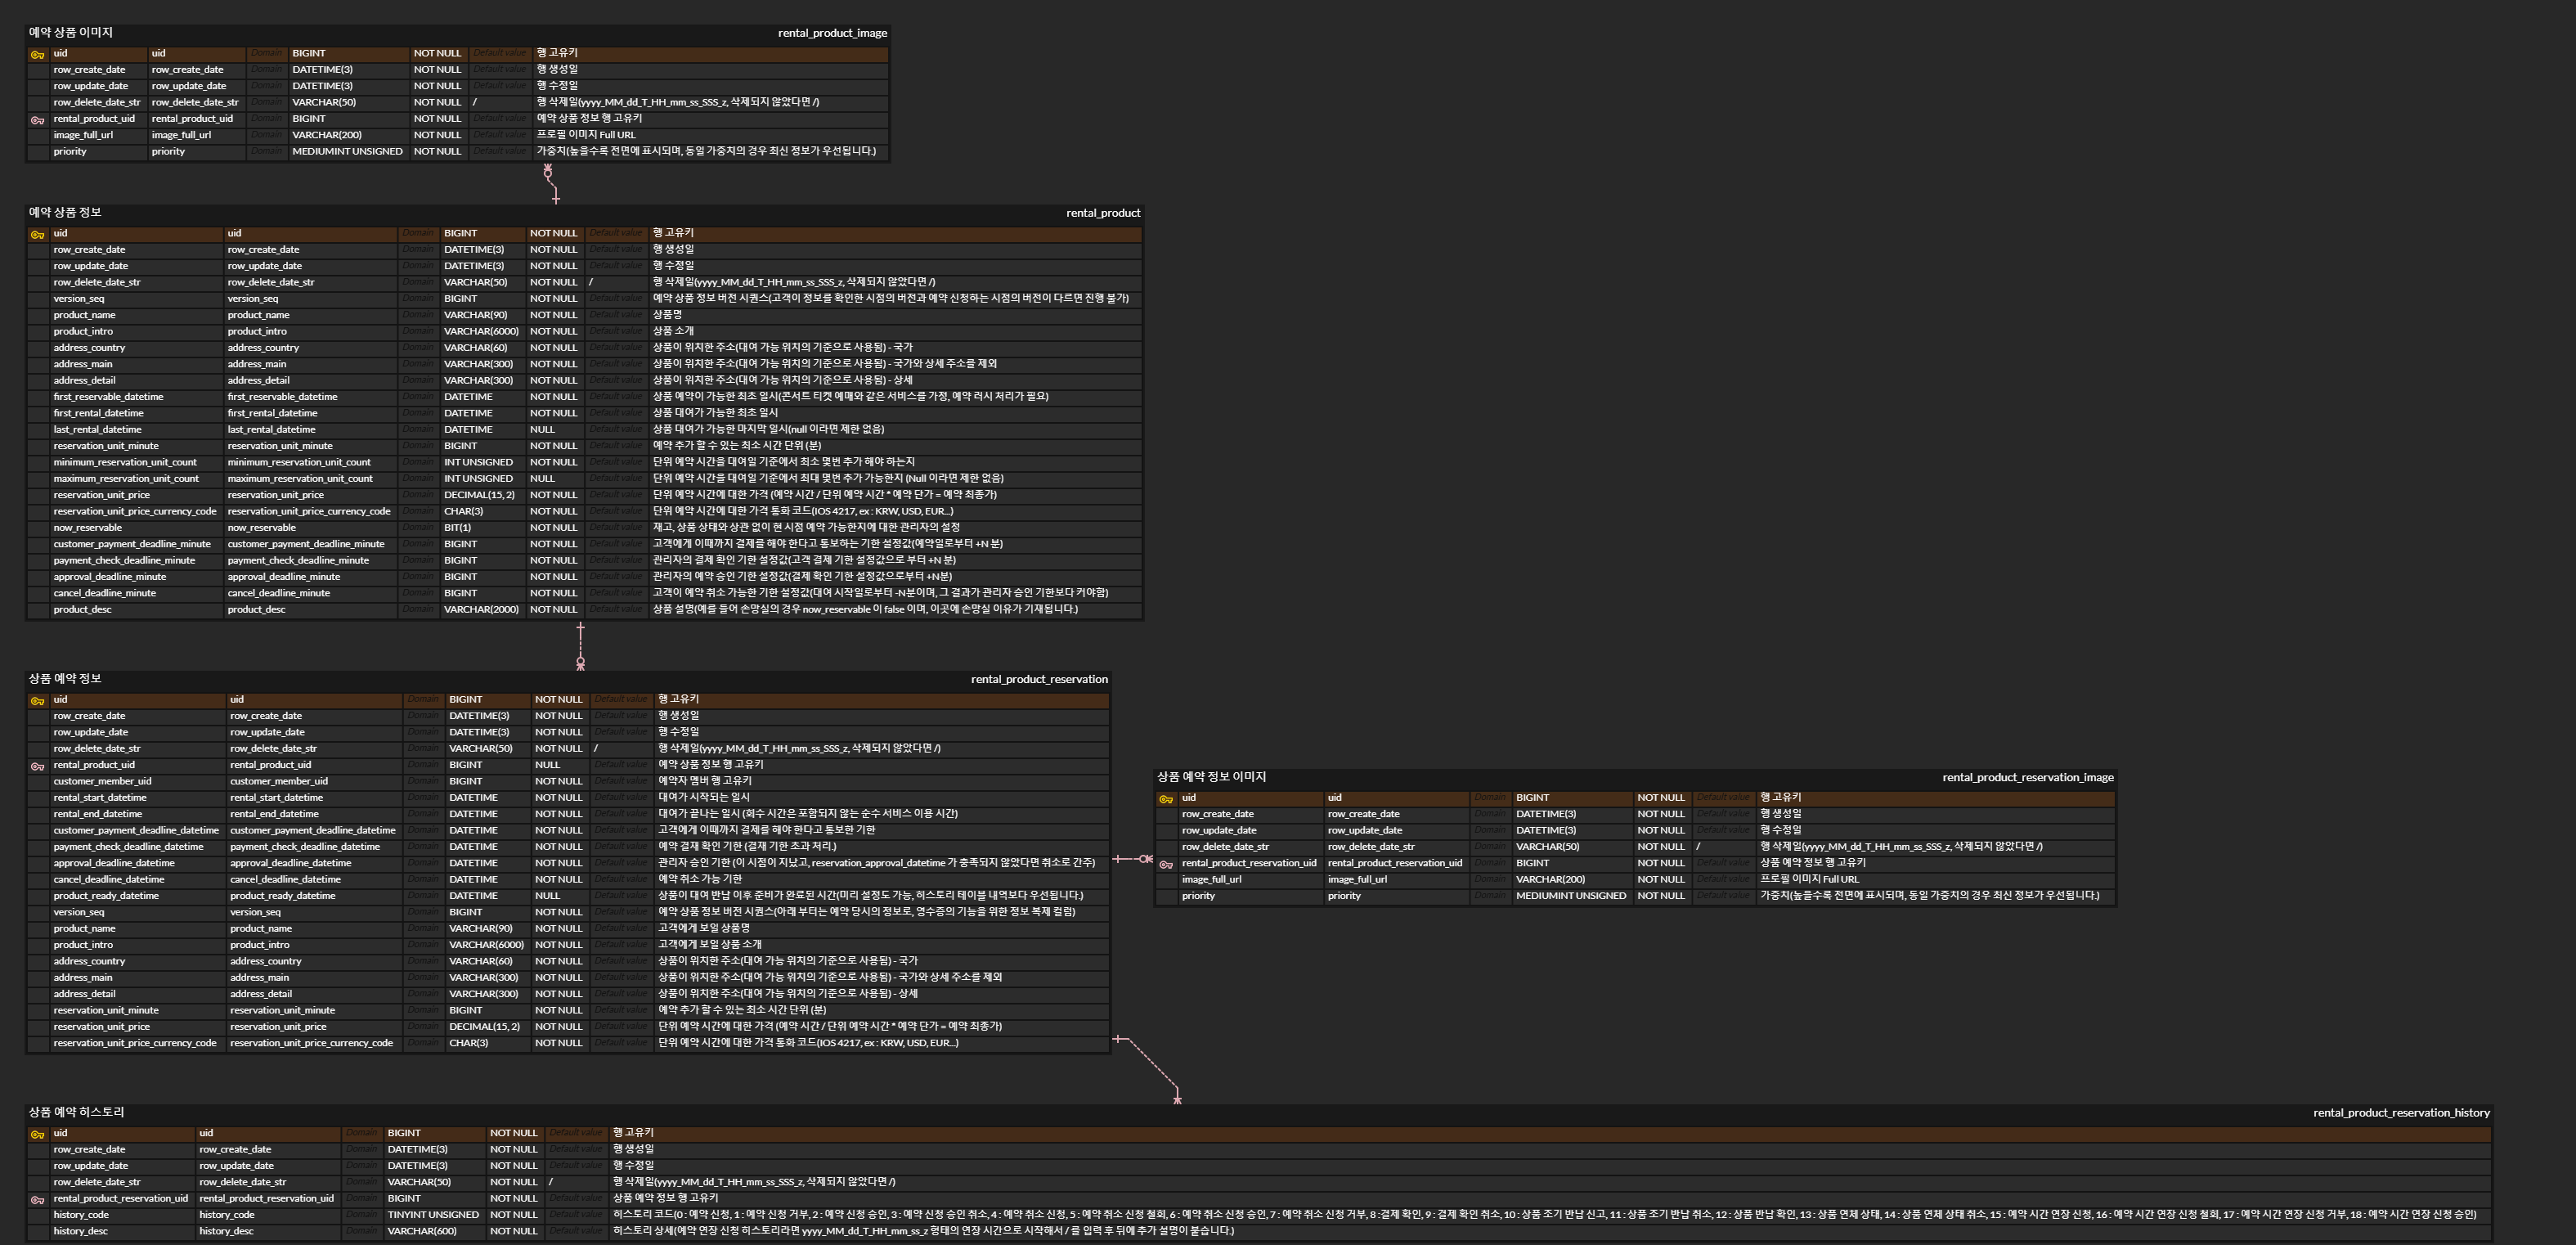 예약 상품 이미지 rental_product_image
uid uid Domain BIGINT NOT NULL Default value 행 고유키
row_create_date row_create_date Domain DATETIME(3) NOT NULL Default value 행 생성일
row_update_date row_update_date Domain DATETIME(3) NOT NULL Default value 행 수정일
row_delete_date_str row_delete_date_str Domain VARCHAR(50) NOT NULL / 행 삭제일(yyyy_MM_dd_T_HH_mm_ss_SSS_z, 삭제되지 않았다면 /)
rental_product_uid rental_product_uid Domain BIGINT NOT NULL Default value 예약 상품 정보 행 고유키
image_full_url image_full_url Domain VARCHAR(200) NOT NULL Default value 프로필 이미지 Full URL
priority priority Domain MEDIUMINT UNSIGNED NOT NULL Default value 가중치(높을수록 전면에 표시되며, 동일 가중치의 경우 최신 정보가 우선됩니다.)
예약 상품 정보 rental_product
uid uid Domain BIGINT NOT NULL Default value 행 고유키
row_create_date row_create_date Domain DATETIME(3) NOT NULL Default value 행 생성일
row_update_date row_update_date Domain DATETIME(3) NOT NULL Default value 행 수정일
row_delete_date_str row_delete_date_str Domain VARCHAR(50) NOT NULL / 행 삭제일(yyyy_MM_dd_T_HH_mm_ss_SSS_z, 삭제되지 않았다면 /)
version_seq version_seq Domain BIGINT NOT NULL Default value 예약 상품 정보 버전 시퀀스(고객이 정보를 확인한 시점의 버전과 예약 신청하는 시점의 버전이 다르면 진행 불가)
product_name product_name Domain VARCHAR(90) NOT NULL Default value 상품명
product_intro product_intro Domain VARCHAR(6000) NOT NULL Default value 상품 소개
address_country address_country Domain VARCHAR(60) NOT NULL Default value 상품이 위치한 주소(대여 가능 위치의 기준으로 사용됨) - 국가
address_main address_main Domain VARCHAR(300) NOT NULL Default value 상품이 위치한 주소(대여 가능 위치의 기준으로 사용됨) - 국가와 상세 주소를 제외
address_detail address_detail Domain VARCHAR(300) NOT NULL Default value 상품이 위치한 주소(대여 가능 위치의 기준으로 사용됨) - 상세
first_reservable_datetime first_reservable_datetime Domain DATETIME NOT NULL Default value 상품 예약이 가능한 최초 일시(콘서트 티켓 예매와 같은 서비스를 가정, 예약 러시 처리가 필요)
first_rental_datetime first_rental_datetime Domain DATETIME NOT NULL Default value 상품 대여가 가능한 최초 일시
last_rental_datetime last_rental_datetime Domain DATETIME NULL Default value 상품 대여가 가능한 마지막 일시(null 이라면 제한 없음)
reservation_unit_minute reservation_unit_minute Domain BIGINT NOT NULL Default value 예약 추가 할 수 있는 최소 시간 단위 (분)
minimum_reservation_unit_count minimum_reservation_unit_count Domain INT UNSIGNED NOT NULL Default value 단위 예약 시간을 대여일 기준에서 최소 몇번 추가 해야 하는지
maximum_reservation_unit_count maximum_reservation_unit_count Domain INT UNSIGNED NULL Default value 단위 예약 시간을 대여일 기준에서 최대 몇번 추가 가능한지 (Null 이라면 제한 없음)
reservation_unit_price reservation_unit_price Domain DECIMAL(15, 2) NOT NULL Default value 단위 예약 시간에 대한 가격 (예약 시간 / 단위 예약 시간 * 예약 단가 = 예약 최종가)
reservation_unit_price_currency_code reservation_unit_price_currency_code Domain CHAR(3) NOT NULL Default value 단위 예약 시간에 대한 가격 통화 코드(IOS 4217, ex : KRW, USD, EUR...)
now_reservable now_reservable Domain BIT(1) NOT NULL Default value 재고, 상품 상태와 상관 없이 현 시점 예약 가능한지에 대한 관리자의 설정
customer_payment_deadline_minute customer_payment_deadline_minute Domain BIGINT NOT NULL Default value 고객에게 이때까지 결제를 해야 한다고 통보하는 기한 설정값(예약일로부터 +N 분)
payment_check_deadline_minute payment_check_deadline_minute Domain BIGINT NOT NULL Default value 관리자의 결제 확인 기한 설정값(고객 결제 기한 설정값으로 부터 +N 분)
approval_deadline_minute approval_deadline_minute Domain BIGINT NOT NULL Default value 관리자의 예약 승인 기한 설정값(결제 확인 기한 설정값으로부터 +N분)
cancel_deadline_minute cancel_deadline_minute Domain BIGINT NOT NULL Default value 고객이 예약 취소 가능한 기한 설정값(대여 시작일로부터 -N분이며, 그 결과가 관리자 승인 기한보다 커야함)
product_desc product_desc Domain VARCHAR(2000) NOT NULL Default value 상품 설명(예를 들어 손망실의 경우 now_reservable 이 false 이며, 이곳에 손망실 이유가 기재됩니다.)
상품 예약 정보 rental_product_reservation
uid uid Domain BIGINT NOT NULL Default value 행 고유키
row_create_date row_create_date Domain DATETIME(3) NOT NULL Default value 행 생성일
row_update_date row_update_date Domain DATETIME(3) NOT NULL Default value 행 수정일
row_delete_date_str row_delete_date_str Domain VARCHAR(50) NOT NULL / 행 삭제일(yyyy_MM_dd_T_HH_mm_ss_SSS_z, 삭제되지 않았다면 /)
rental_product_uid rental_product_uid Domain BIGINT NULL Default value 예약 상품 정보 행 고유키
customer_member_uid customer_member_uid Domain BIGINT NOT NULL Default value 예약자 멤버 행 고유키
rental_start_datetime rental_start_datetime Domain DATETIME NOT NULL Default value 대여가 시작되는 일시
rental_end_datetime rental_end_datetime Domain DATETIME NOT NULL Default value 대여가 끝나는 일시 (회수 시간은 포함되지 않는 순수 서비스 이용 시간)
customer_payment_deadline_datetime customer_payment_deadline_datetime Domain DATETIME NOT NULL Default value 고객에게 이때까지 결제를 해야 한다고 통보한 기한
payment_check_deadline_datetime payment_check_deadline_datetime Domain DATETIME NOT NULL Default value 예약 결재 확인 기한 (결재 기한 초과 처리.)
approval_deadline_datetime approval_deadline_datetime Domain DATETIME NOT NULL Default value 관리자 승인 기한 (이 시점이 지났고, reservation_approval_datetime 가 충족되지 않았다면 취소로 간주)
cancel_deadline_datetime cancel_deadline_datetime Domain DATETIME NOT NULL Default value 예약 취소 가능 기한
product_ready_datetime product_ready_datetime Domain DATETIME NULL Default value 상품이 대여 반납 이후 준비가 완료된 시간(미리 설정도 가능, 히스토리 테이블 내역보다 우선됩니다.)
version_seq version_seq Domain BIGINT NOT NULL Default value 예약 상품 정보 버전 시퀀스(아래 부터는 예약 당시의 정보로, 영수증의 기능을 위한 정보 복제 컬럼)
product_name product_name Domain VARCHAR(90) NOT NULL Default value 고객에게 보일 상품명
product_intro product_intro Domain VARCHAR(6000) NOT NULL Default value 고객에게 보일 상품 소개
address_country address_country Domain VARCHAR(60) NOT NULL Default value 상품이 위치한 주소(대여 가능 위치의 기준으로 사용됨) - 국가
address_main address_main Domain VARCHAR(300) NOT NULL Default value 상품이 위치한 주소(대여 가능 위치의 기준으로 사용됨) - 국가와 상세 주소를 제외
address_detail address_detail Domain VARCHAR(300) NOT NULL Default value 상품이 위치한 주소(대여 가능 위치의 기준으로 사용됨) - 상세
reservation_unit_minute reservation_unit_minute Domain BIGINT NOT NULL Default value 예약 추가 할 수 있는 최소 시간 단위 (분)
reservation_unit_price reservation_unit_price Domain DECIMAL(15, 2) NOT NULL Default value 단위 예약 시간에 대한 가격 (예약 시간 / 단위 예약 시간 * 예약 단가 = 예약 최종가)
reservation_unit_price_currency_code reservation_unit_price_currency_code Domain CHAR(3) NOT NULL Default value 단위 예약 시간에 대한 가격 통화 코드(IOS 4217, ex : KRW, USD, EUR...)
상품 예약 정보 이미지 rental_product_reservation_image
uid uid Domain BIGINT NOT NULL Default value 행 고유키
row_create_date row_create_date Domain DATETIME(3) NOT NULL Default value 행 생성일
row_update_date row_update_date Domain DATETIME(3) NOT NULL Default value 행 수정일
row_delete_date_str row_delete_date_str Domain VARCHAR(50) NOT NULL / 행 삭제일(yyyy_MM_dd_T_HH_mm_ss_SSS_z, 삭제되지 않았다면 /)
rental_product_reservation_uid rental_product_reservation_uid Domain BIGINT NOT NULL Default value 상품 예약 정보 행 고유키
image_full_url image_full_url Domain VARCHAR(200) NOT NULL Default value 프로필 이미지 Full URL
priority priority Domain MEDIUMINT UNSIGNED NOT NULL Default value 가중치(높을수록 전면에 표시되며, 동일 가중치의 경우 최신 정보가 우선됩니다.)
상품 예약 히스토리 rental_product_reservation_history
uid uid Domain BIGINT NOT NULL Default value 행 고유키
row_create_date row_create_date Domain DATETIME(3) NOT NULL Default value 행 생성일
row_update_date row_update_date Domain DATETIME(3) NOT NULL Default value 행 수정일
row_delete_date_str row_delete_date_str Domain VARCHAR(50) NOT NULL / 행 삭제일(yyyy_MM_dd_T_HH_mm_ss_SSS_z, 삭제되지 않았다면 /)
rental_product_reservation_uid rental_product_reservation_uid Domain BIGINT NOT NULL Default value 상품 예약 정보 행 고유키
history_code history_code Domain TINYINT UNSIGNED NOT NULL Default value 히스토리 코드(0 : 예약 신청, 1 : 예약 신청 거부, 2 : 예약 신청 승인, 3 : 예약 신청 승인 취소, 4 : 예약 취소 신청, 5 : 예약 취소 신청 철회, 6 : 예약 취소 신청 승인, 7 : 예약 취소 신청 거부, 8 :결제 확인, 9 : 결제 확인 취소, 10 : 상품 조기 반납 신고, 11 : 상품 조기 반납 취소, 12 : 상품 반납 확인, 13 : 상품 연체 상태, 14 : 상품 연체 상태 취소, 15 : 예약 시간 연장 신청, 16 : 예약 시간 연장 신청 철회, 17 : 예약 시간 연장 신청 거부, 18 : 예약 시간 연장 신청 승인)
history_desc history_desc Domain VARCHAR(600) NOT NULL Default value 히스토리 상세(예약 연장 신청 히스토리라면 yyyy_MM_dd_T_HH_mm_ss_z 형태의 연장 시간으로 시작해서 / 를 입력 후 뒤에 추가 설명이 붙습니다.)